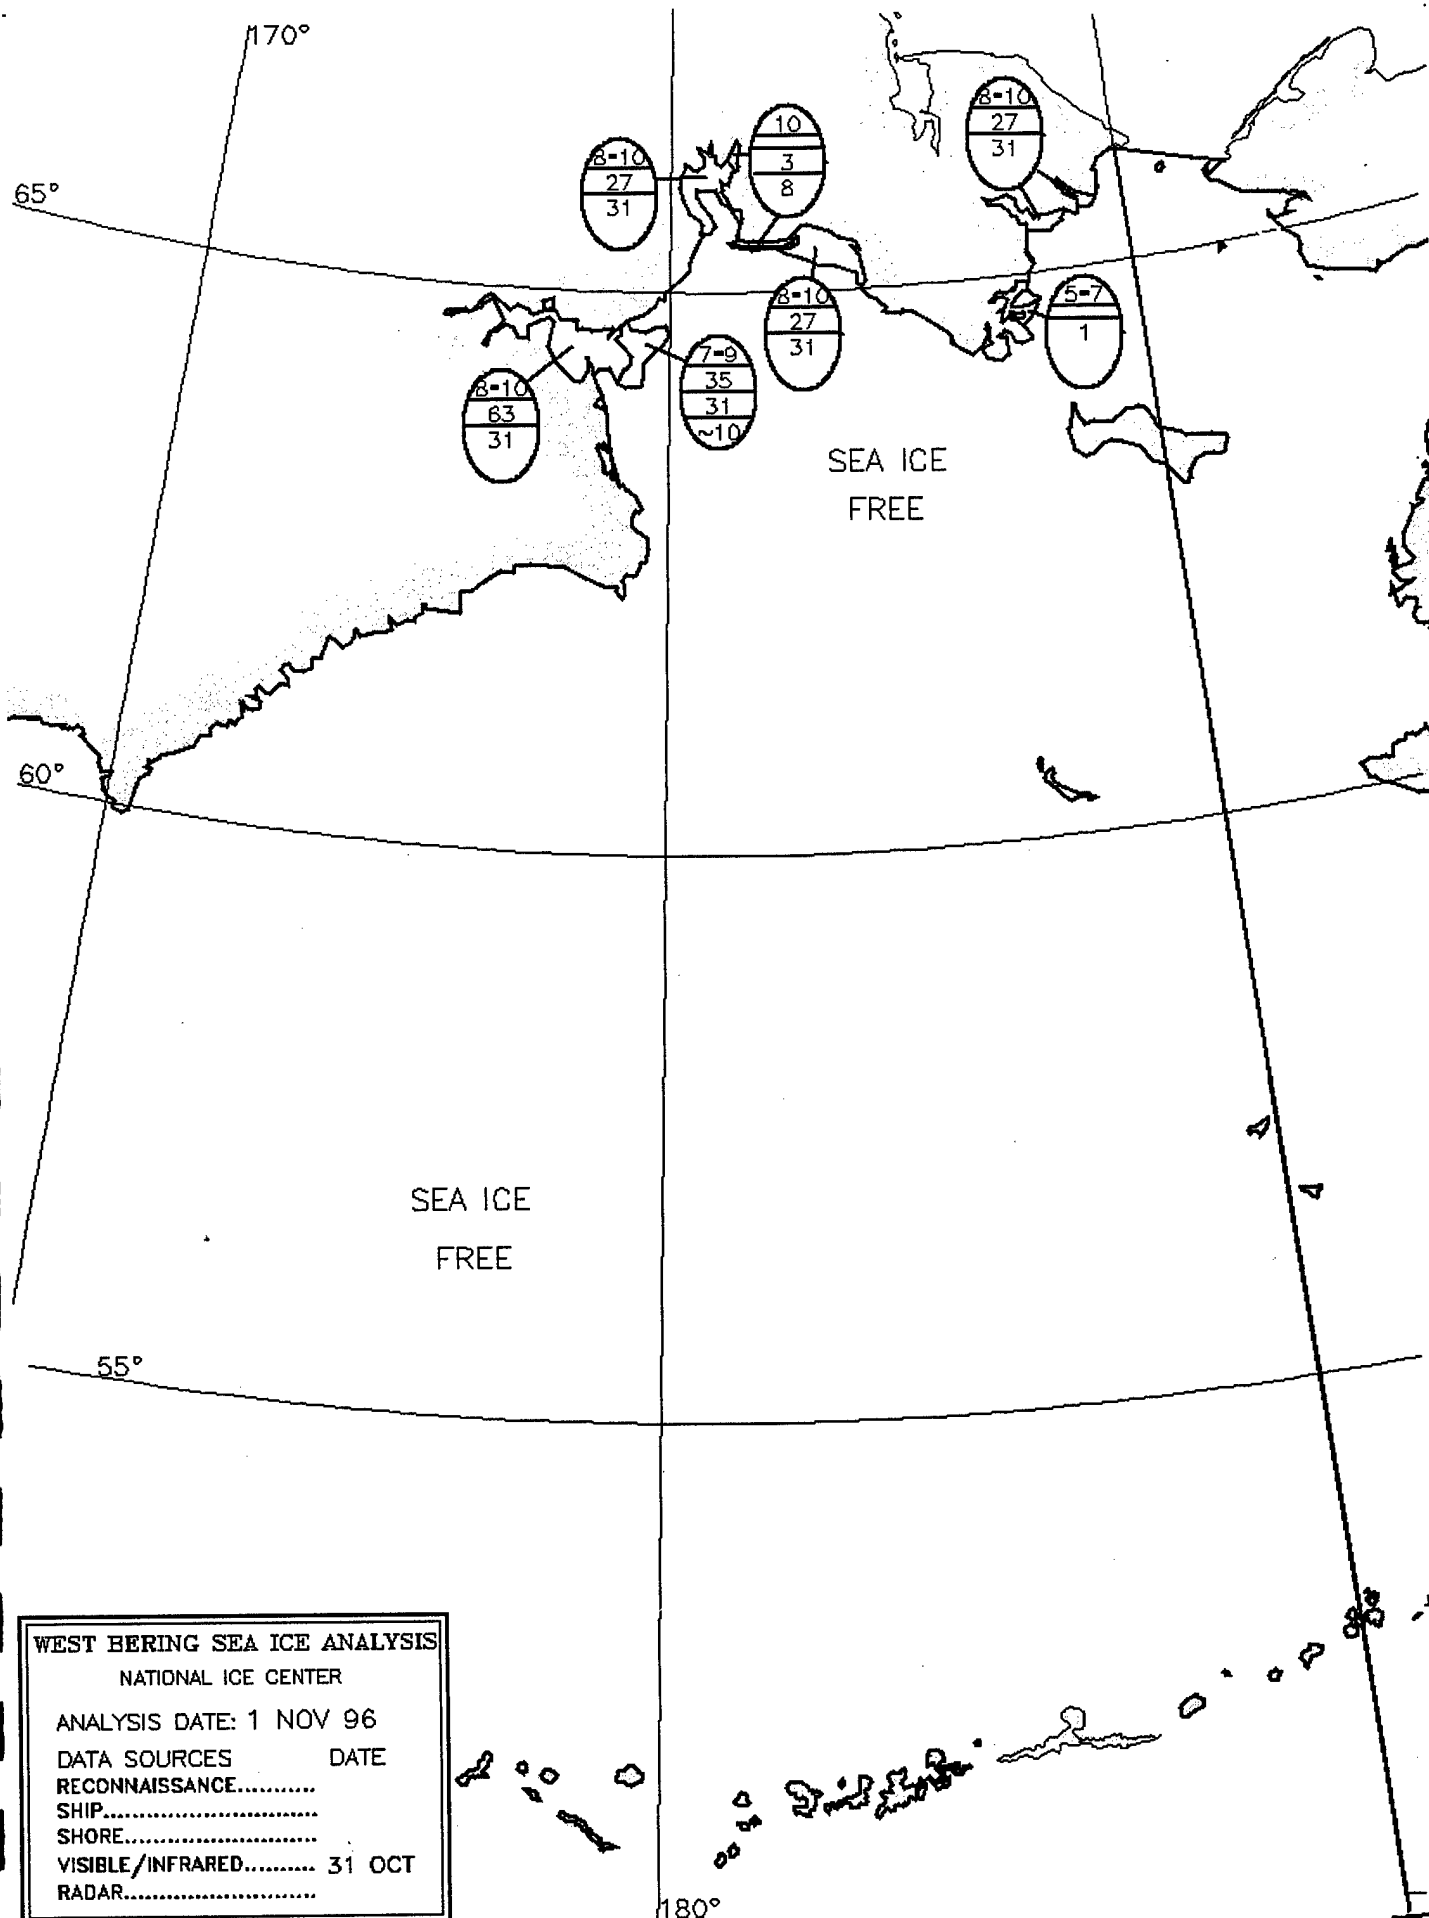 170°
65°
8-10
27
31
10
3
8
8-10
27
31
8-10
27
31
5-7
1
8-10
63
31
7-9
35
31
~10
SEA ICE
FREE
60°
SEA ICE
FREE
55°
WEST BERING SEA ICE ANALYSIS
NATIONAL ICE CENTER
ANALYSIS DATE: 1 NOV 96
DATA SOURCES DATE
RECONNAISSANCE...........
SHIP..........................
SHORE.......................
VISIBLE/INFRARED......... 31 OCT
RADAR.........................
180°